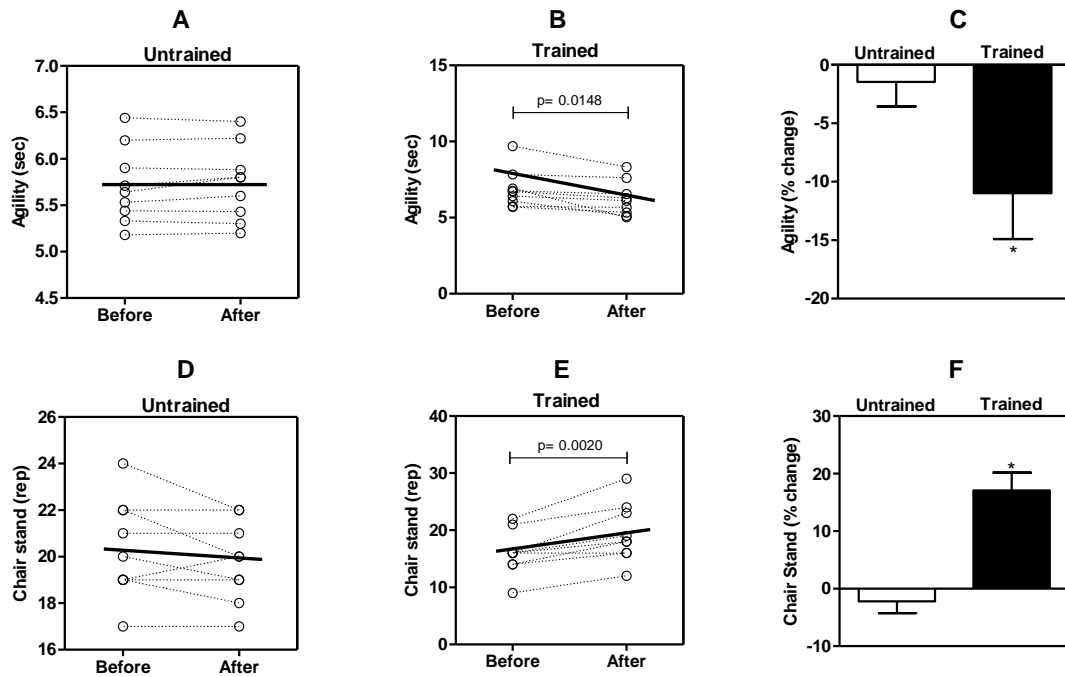 A
Untrained
Agility (sec)
7.0
6.5
6.0
5.5
5.0
4.5
Before After
B
Trained
Agility (sec)
15
10
5
0
p= 0.0148
Before After
C
Untrained Trained
Agility (% change)
0
-5
-10
-15
-20
*
D
Untrained
Chair stand (rep)
26
24
22
20
18
16
Before After
E
Trained
Chair stand (rep)
40
30
20
10
0
p= 0.0020
Before After
F
Untrained Trained
Chair Stand (% change)
30
20
10
0
-10
*